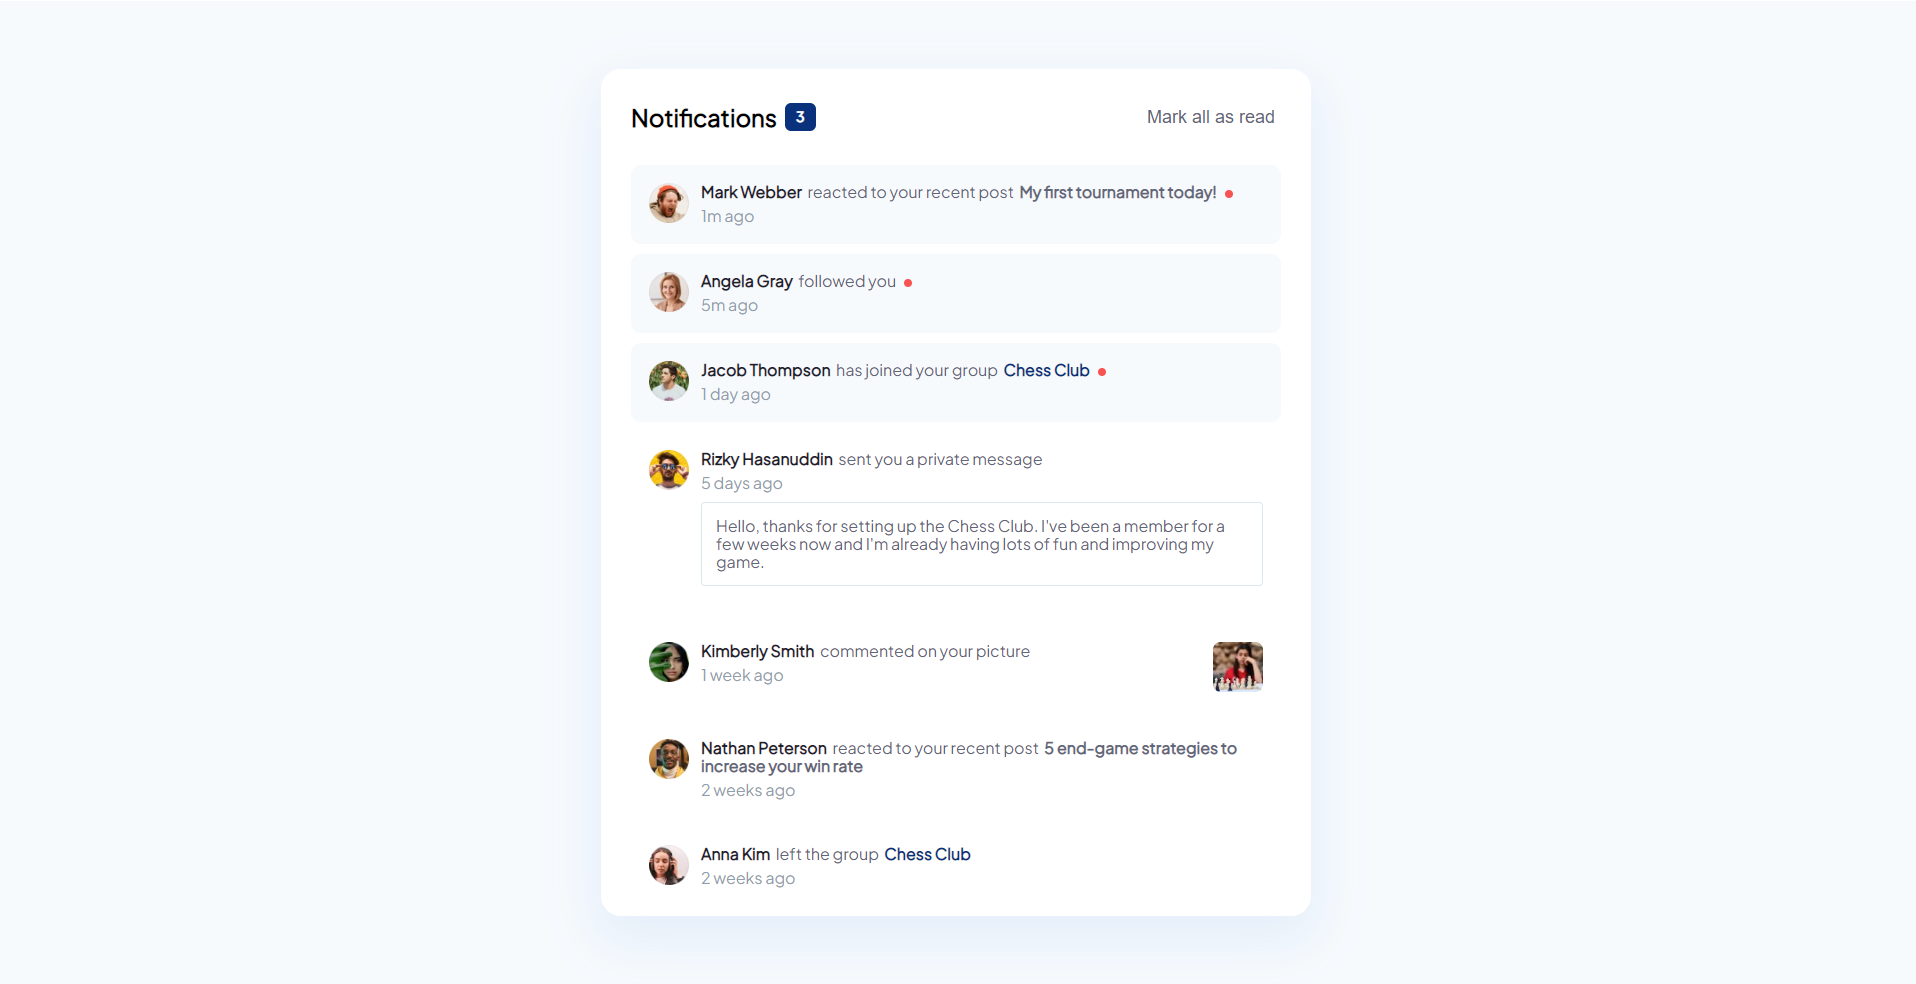 Notifications 3
Mark all as read
Mark Webber reacted to your recent post My first tournament today!
1m ago
Angela Gray followed you
5m ago
Jacob Thompson has joined your group Chess Club
1 day ago
Rizky Hasanuddin sent you a private message
5 days ago
Hello, thanks for setting up the Chess Club. I've been a member for a
few weeks now and I'm already having lots of fun and improving my
game.
Kimberly Smith commented on your picture
1 week ago
Nathan Peterson reacted to your recent post 5 end-game strategies to
increase your win rate
2 weeks ago
Anna Kim left the group Chess Club
2 weeks ago